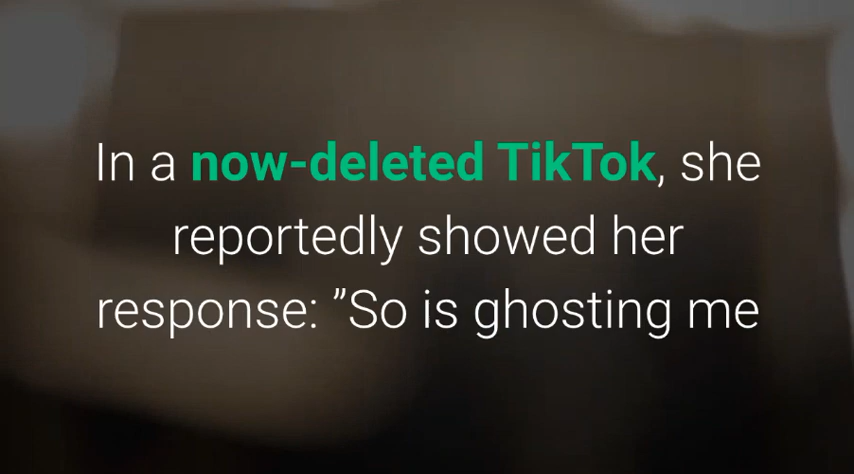 In a now-deleted TikTok, she
reportedly showed her
response: ”So is ghosting me